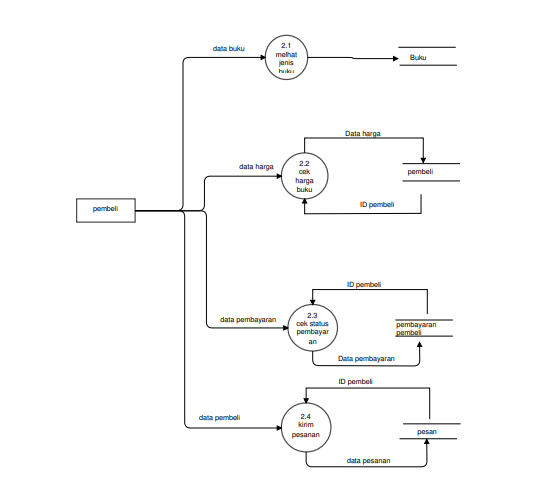 data buku
2.1
melhat
jenis
buku
Buku
Data harga
data harga
2.2
cek
harga
buku
pembeli
ID pembeli
pembeli
ID pembeli
data pembayaran
2.3
cek status
pembayar
an
pembayaran
pembeli
Data pembayaran
ID pembeli
data pembeli
2.4
kirim
pesanan
pesan
data pesanan